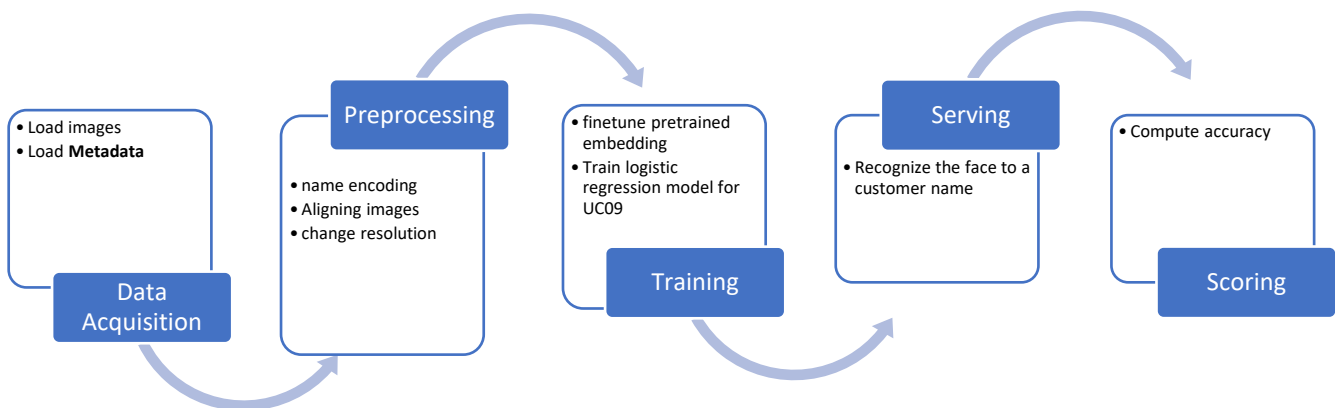 • Load images
• Load Metadata
Data
Acquisition
Preprocessing
• name encoding
• Aligning images
• change resolution
• finetune pretrained
embedding
• Train logistic
regression model for
UC09
Training
Serving
• Recognize the face to a
customer name
• Compute accuracy
Scoring